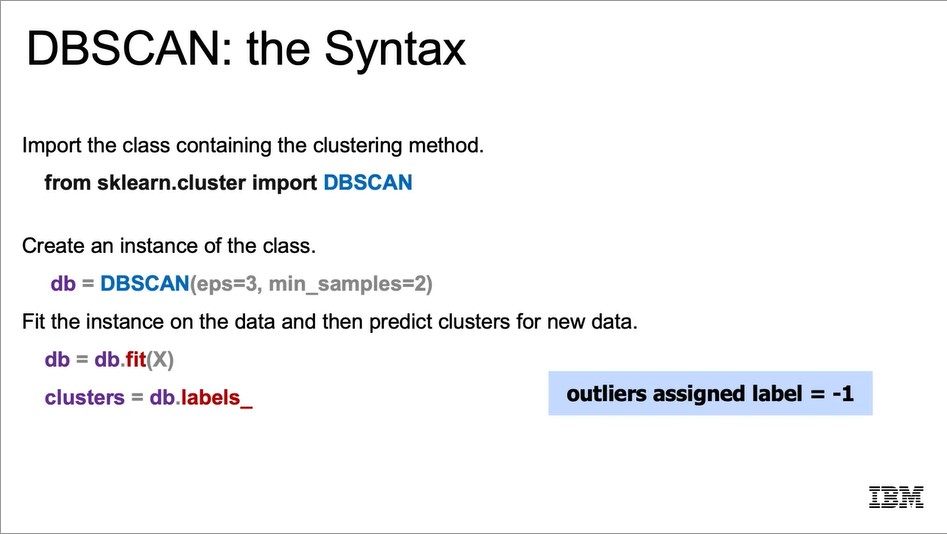 DBSCAN: the Syntax
Import the class containing the clustering method.
from sklearn.cluster import DBSCAN
Create an instance of the class.
db = DBSCAN(eps=3, min_samples=2)
Fit the instance on the data and then predict clusters for new data.
db = db.fit(X)
clusters = db.labels_
outliers assigned label = -1
IBM